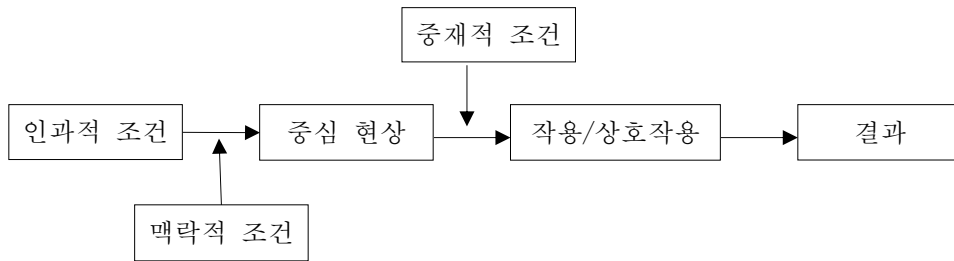 중재적 조건
인과적 조건
중심 현상
작용/상호작용
결과
맥락적 조건